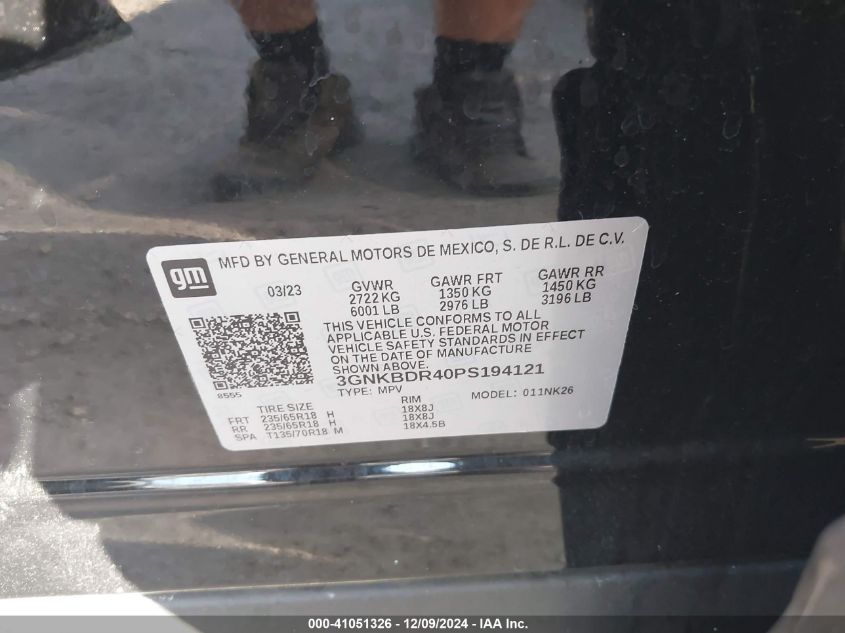 gm
MFD BY GENERAL MOTORS DE MEXICO, S. DE R.L. DE C.V.
03/23 GVWR GAWR FRT GAWR RR
2722 KG 1350 KG 1450 KG
6001 LB 2976 LB 3196 LB
THIS VEHICLE CONFORMS TO ALL
APPLICABLE U.S. FEDERAL MOTOR
VEHICLE SAFETY STANDARDS IN EFFECT
ON THE DATE OF MANUFACTURE
SHOWN ABOVE.
3GNKBDR40PS194121
8555 TYPE: MPV MODEL: 011NK26
TIRE SIZE RIM
FRT 235/65R18 H 18X8J
RR 235/65R18 H 18X8J
SPA T135/70R18 M 18X4.5B
000-41051326 - 12/09/2024 - IAA Inc.